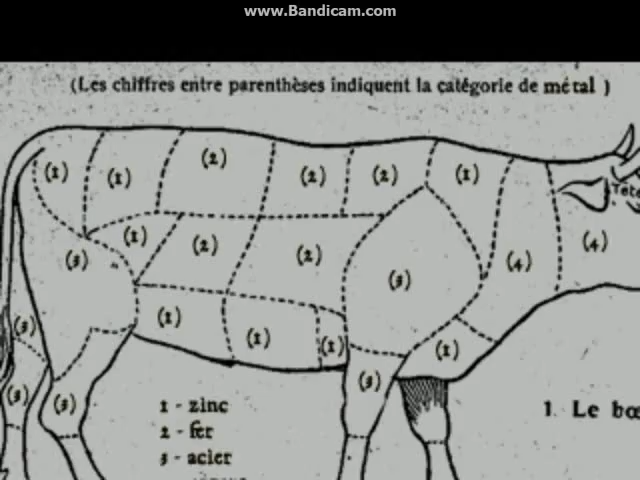 www.Bandicam.com
(Les chiffres entre parenthèses indiquent la catégorie de métal )
(1) (1) (2) (2) (2) (1) Tête
(3) (1) (2) (2) (3) (4) (4)
(3) (1) (1) (1) (1)
(3) (3) (3)
1 - zinc
2 - fer
3 - acier
1. Le bœ